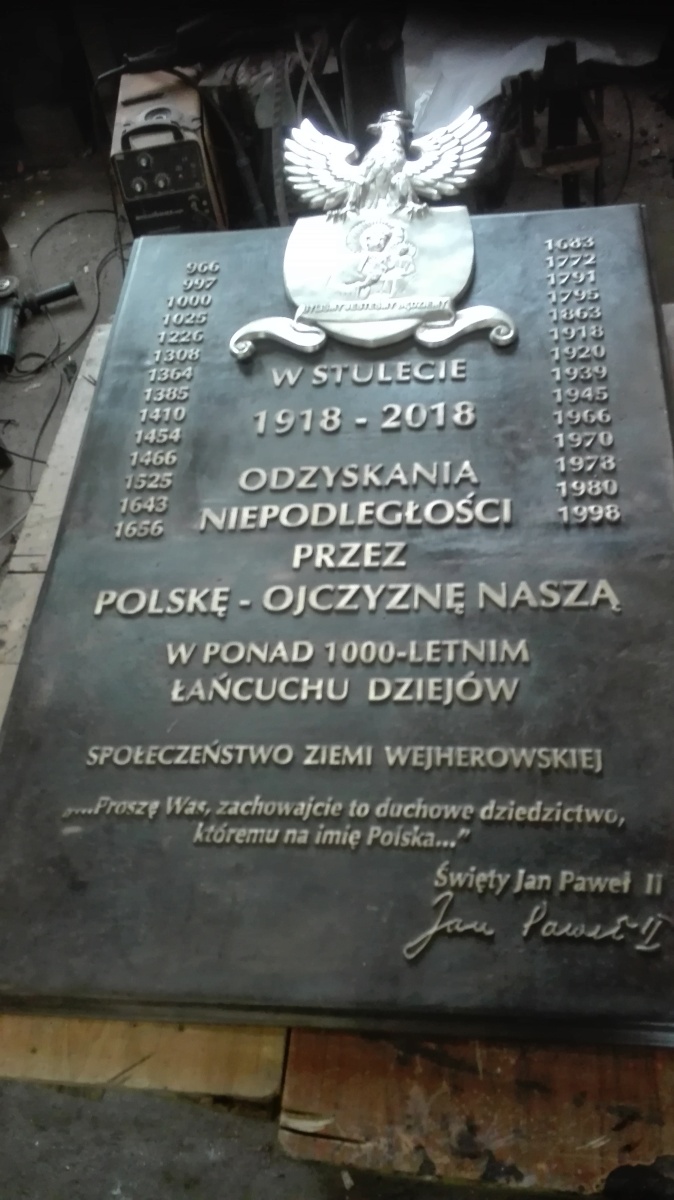 BYLIŚMY JESTEŚMY BĘDZIEMY
966
997
1000
1025
1226
1308
1364
1385
1410
1454
1466
1525
1643
1656
1683
1772
1791
1795
1863
1918
1920
1939
1945
1966
1970
1978
1980
1998
W STULECIE
1918 - 2018
ODZYSKANIA
NIEPODLEGŁOŚCI
PRZEZ
POLSKĘ - OJCZYZNĘ NASZĄ
W PONAD 1000-LETNIM
ŁAŃCUCHU DZIEJÓW
SPOŁECZEŃSTWO ZIEMI WEJHEROWSKIEJ
„...Proszę Was, zachowajcie to duchowe dziedzictwo,
któremu na imię Polska..."
Święty Jan Paweł II
Jan Paweł II